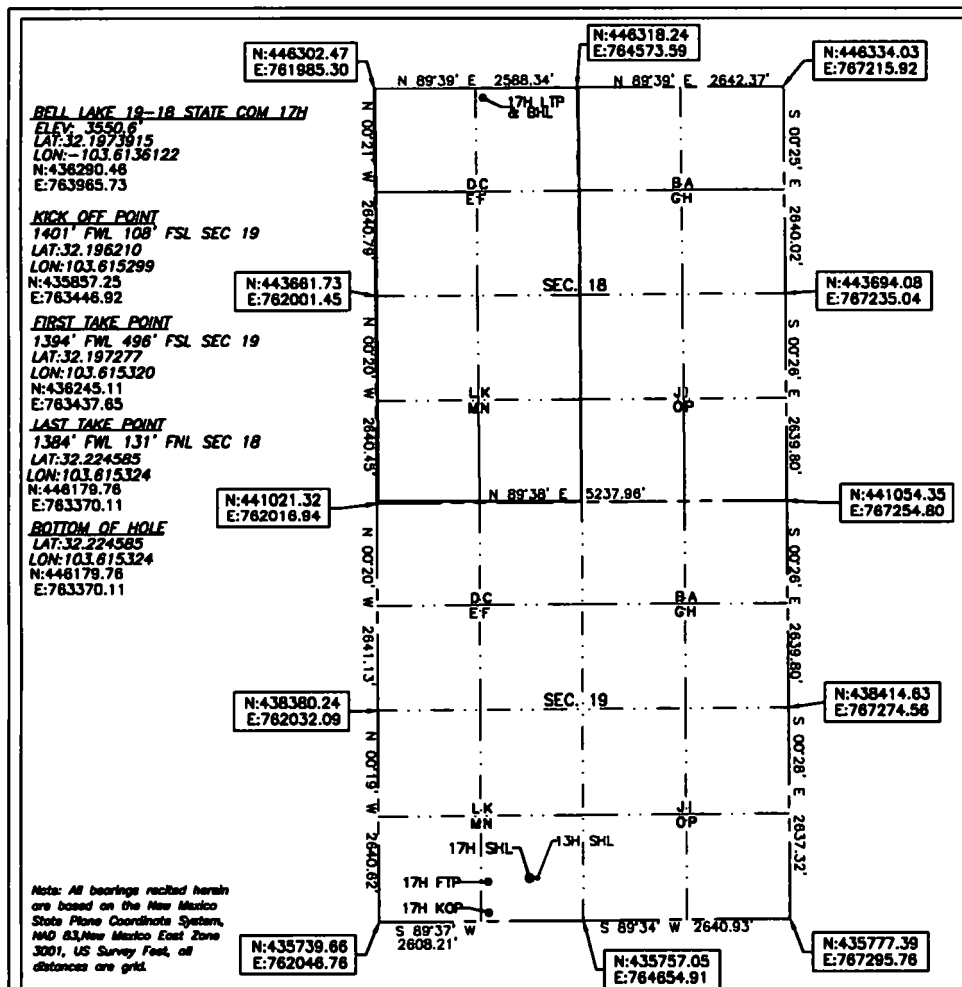 N:446302.47
E:761985.30
N:446318.24
E:764573.59
N:446334.03
E:767215.92
N 89°39' E 2588.34'
N 89°39' E 2642.37'
BELL LAKE 19-18 STATE COM 17H
ELEV: 3550.6'
LAT:32.1973915
LON:-103.6136122
N:436290.46
E:763965.73
KICK OFF POINT
1401' FWL 108' FSL SEC 19
LAT:32.196210
LON:103.615299
N:435857.25
E:763446.92
FIRST TAKE POINT
1394' FWL 496' FSL SEC 19
LAT:32.197277
LON:103.615320
N:436245.11
E:763437.65
LAST TAKE POINT
1384' FWL 131' FNL SEC 18
LAT:32.224585
LON:103.615324
N:446179.76
E:763370.11
BOTTOM OF HOLE
LAT:32.224585
LON:103.615324
N:446179.76
E:763370.11
17H LTP
& BHL
N 00°21' W 2640.79'
S 00°25' E 2640.02'
D C
E F
B A
G H
N:443661.73
E:762001.45
SEC. 18
N:443694.08
E:767235.04
N 00°20' W 2640.45'
S 00°26' E 2639.80'
L K
M N
J I
O P
N:441021.32
E:762016.94
N 89°38' E 5237.96'
N:441054.35
E:767254.80
N 00°20' W 2641.13'
S 00°26' E 2639.80'
D C
E F
B A
G H
N:438380.24
E:762032.09
SEC. 19
N:438414.63
E:767274.56
N 00°19' W 2640.62'
S 00°28' E 2637.32'
L K
M N
J I
O P
17H SHL
13H SHL
17H FTP
17H KOP
Note: All bearings recited herein
are based on the New Mexico
State Plane Coordinate System,
NAD 83,New Mexico East Zone
3001, US Survey Feet, all
distances are grid.
S 89°37' W
2608.21'
S 89°34' W 2640.93'
N:435739.66
E:762046.76
N:435757.05
E:764654.91
N:435777.39
E:767295.76